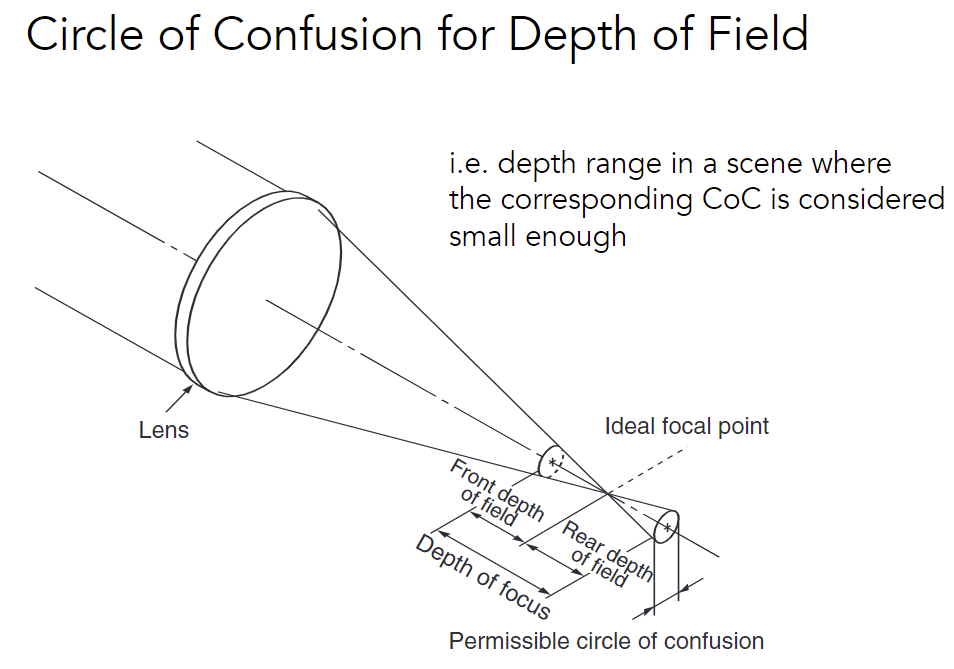 Circle of Confusion for Depth of Field
i.e. depth range in a scene where
the corresponding CoC is considered
small enough
Lens
Ideal focal point
Front depth
of field
Rear depth
of field
Depth of focus
Permissible circle of confusion